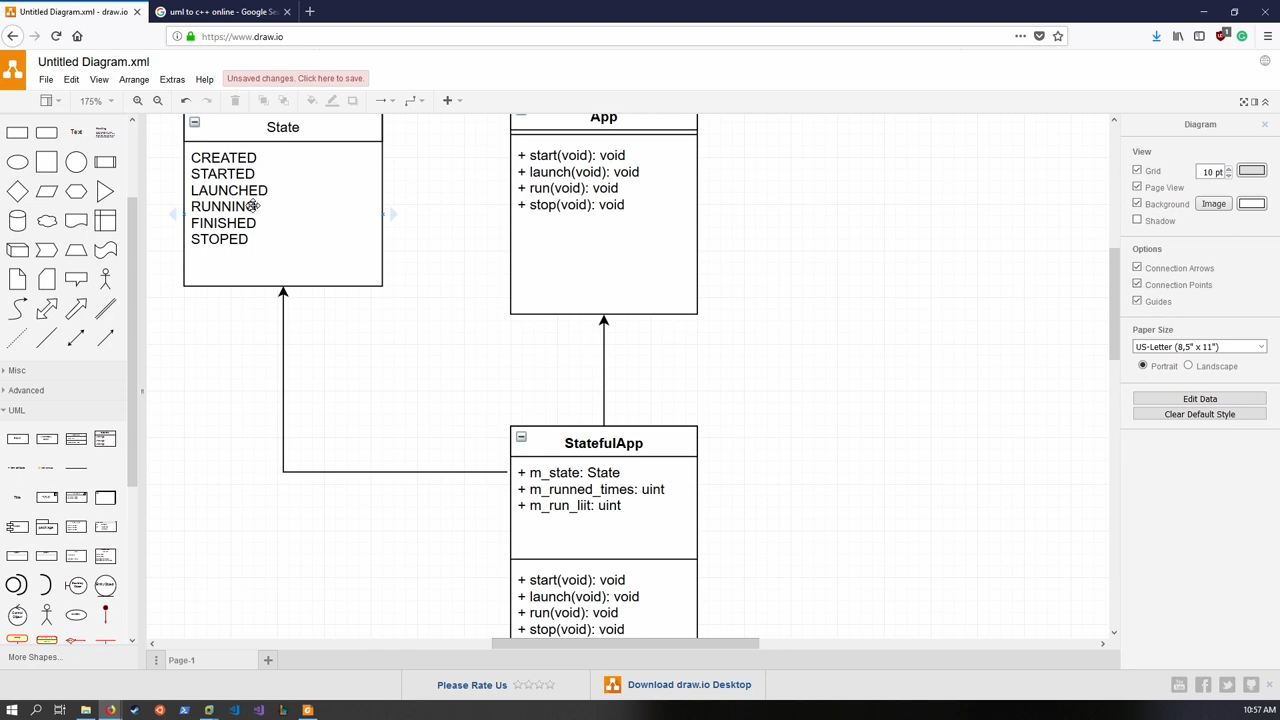 Untitled Diagram.xml - draw.io
uml to c++ online - Google Se
https://www.draw.io
Untitled Diagram.xml
File Edit View Arrange Extras Help
Unsaved changes. Click here to save.
175%
Text
State
CREATED
STARTED
LAUNCHED
RUNNING
FINISHED
STOPED
App
+ start(void): void
+ launch(void): void
+ run(void): void
+ stop(void): void
StatefulApp
+ m_state: State
+ m_runned_times: uint
+ m_run_liit: uint
+ start(void): void
+ launch(void): void
+ run(void): void
+ stop(void): void
Misc
Advanced
UML
More Shapes...
Page-1
Diagram
View
Grid
10 pt
Page View
Background
Image
Shadow
Options
Connection Arrows
Connection Points
Guides
Paper Size
US-Letter (8,5" x 11")
Portrait
Landscape
Edit Data
Clear Default Style
Please Rate Us
Download draw.io Desktop
10:57 AM